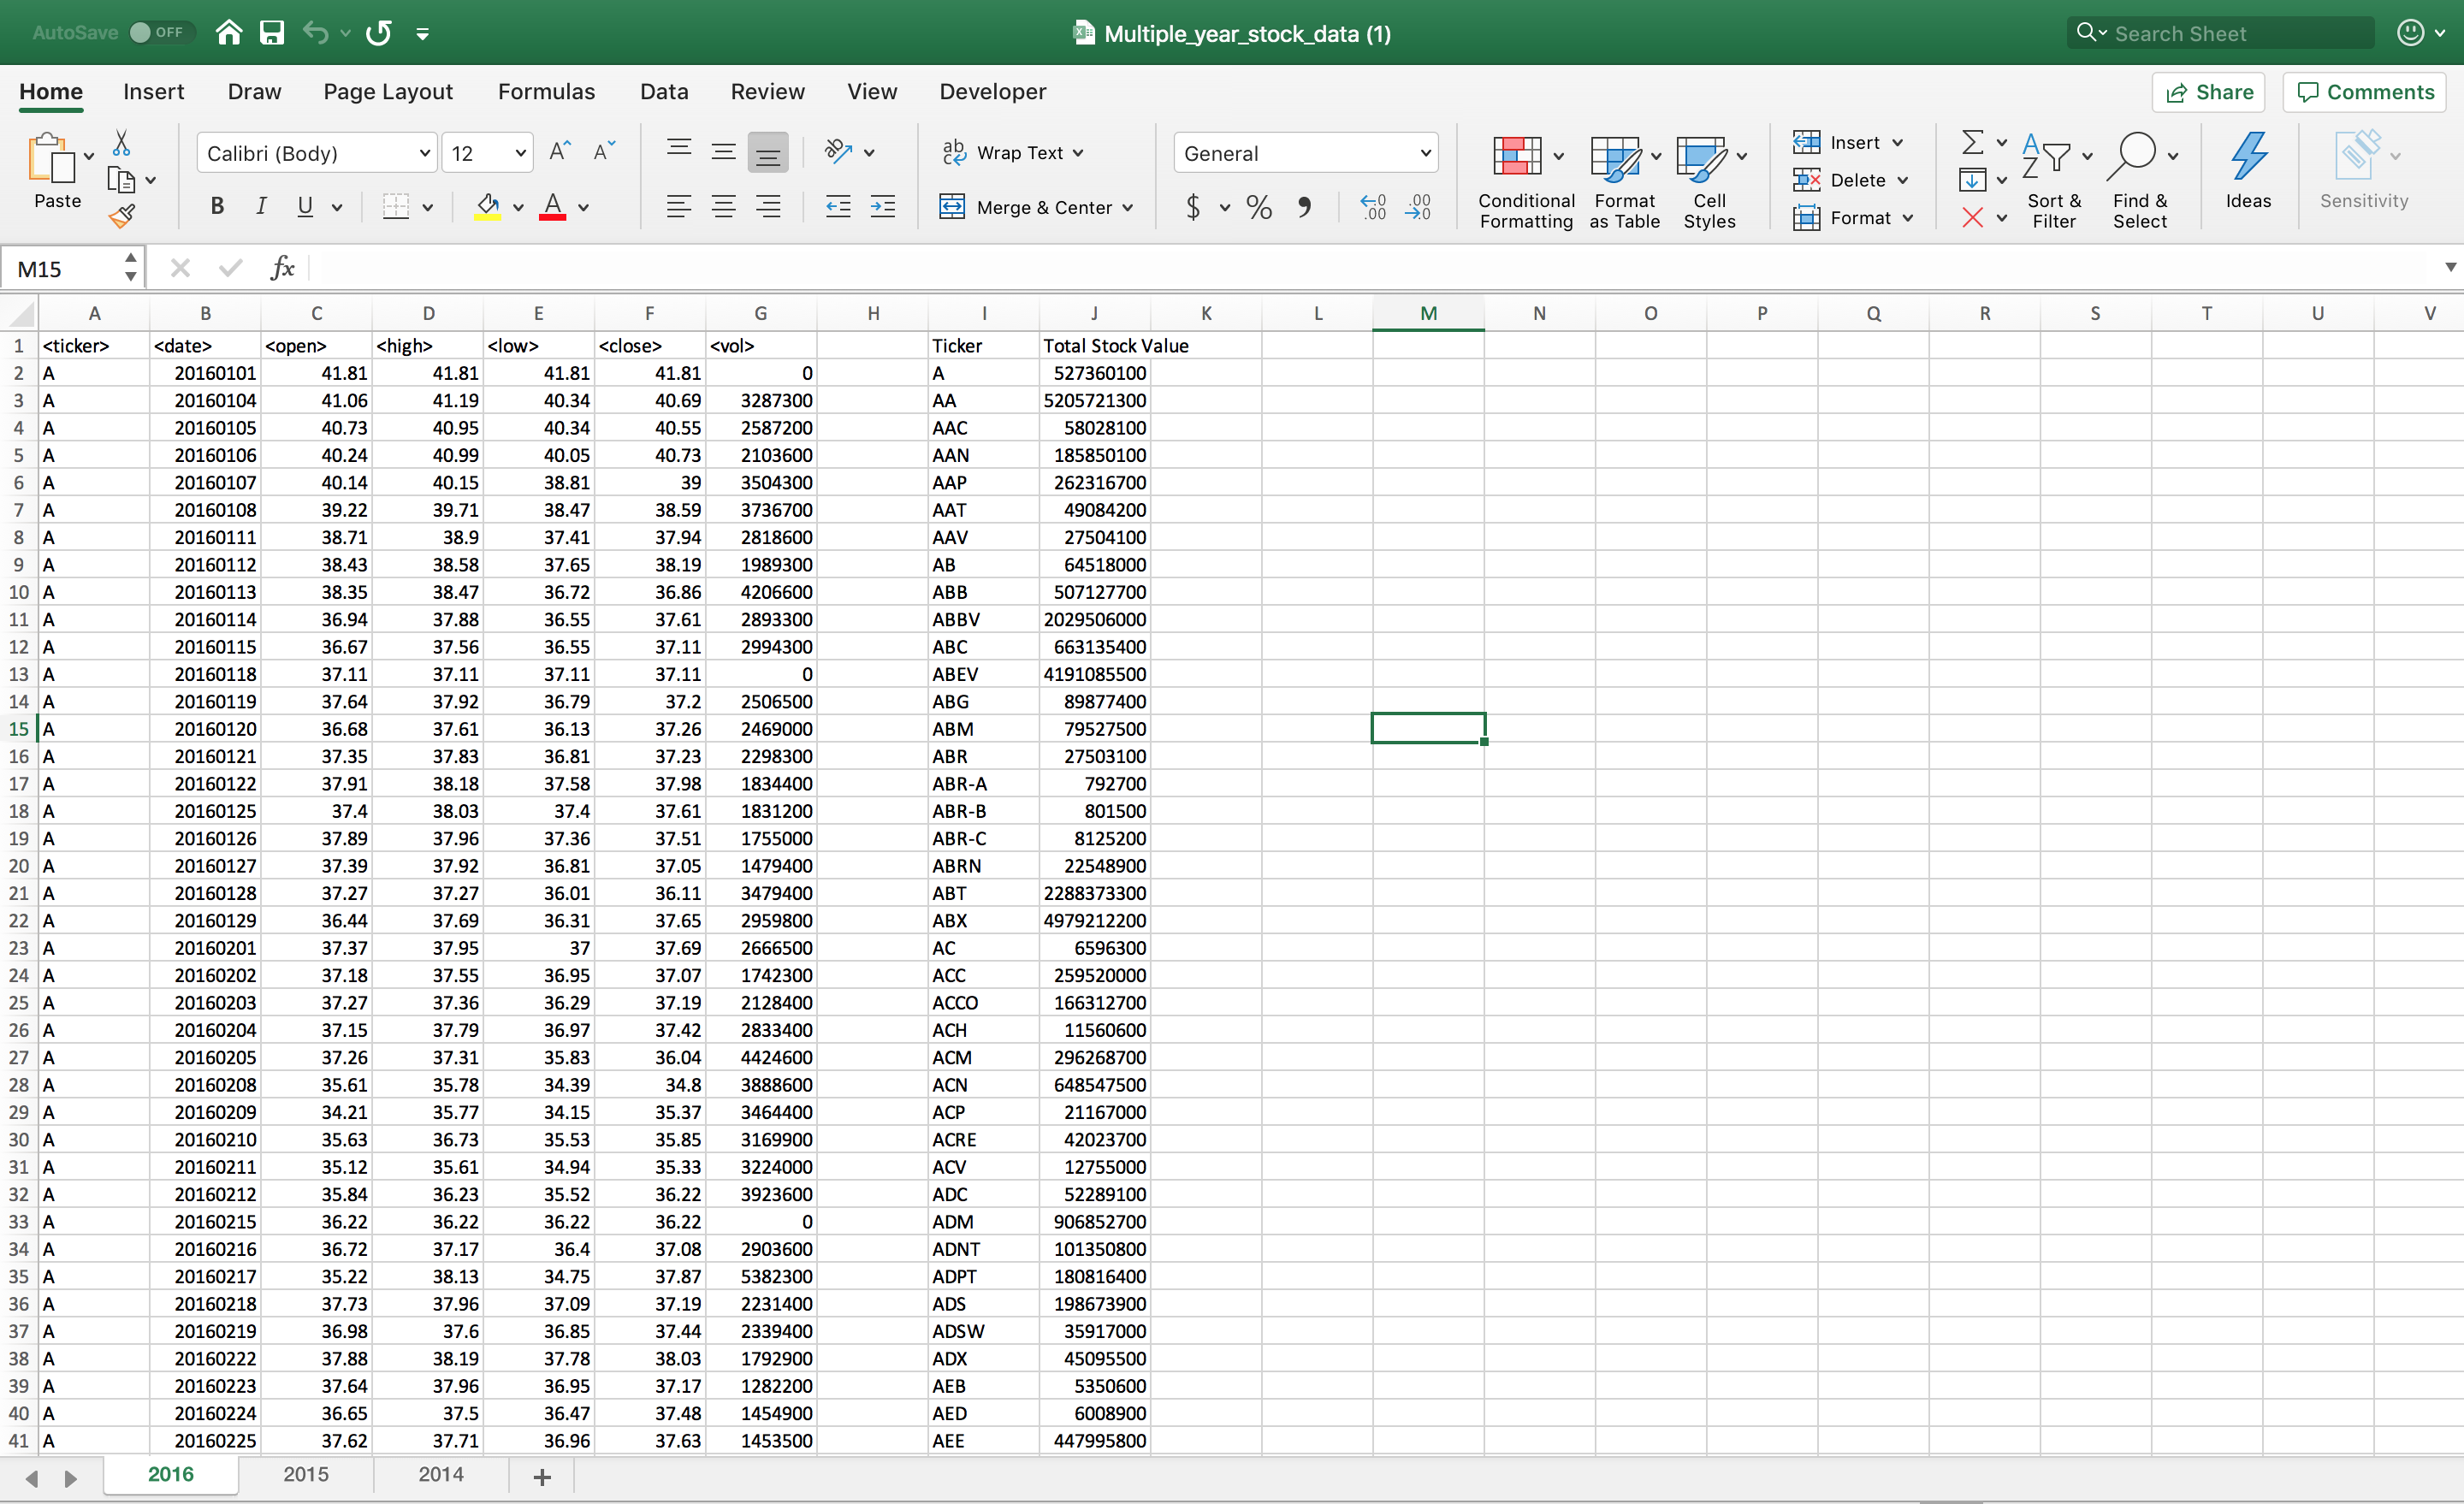 AutoSave OFF Multiple_year_stock_data (1) Search Sheet
Home Insert Draw Page Layout Formulas Data Review View Developer Share Comments
Paste Calibri (Body) 12 A A ab Wrap Text General Insert Σ A Z
B I U A Merge & Center $ % , .0 .00 .00 .0 Conditional Formatting Format as Table Cell Styles Delete Format Sort & Filter Find & Select Ideas Sensitivity
M15 fx
A B C D E F G H I J K L M N O P Q R S T U V
1 <ticker> <date> <open> <high> <low> <close> <vol> Ticker Total Stock Value
2 A 20160101 41.81 41.81 41.81 41.81 0 A 527360100
3 A 20160104 41.06 41.19 40.34 40.69 3287300 AA 5205721300
4 A 20160105 40.73 40.95 40.34 40.55 2587200 AAC 58028100
5 A 20160106 40.24 40.99 40.05 40.73 2103600 AAN 185850100
6 A 20160107 40.14 40.15 38.81 39 3504300 AAP 262316700
7 A 20160108 39.22 39.71 38.47 38.59 3736700 AAT 49084200
8 A 20160111 38.71 38.9 37.41 37.94 2818600 AAV 27504100
9 A 20160112 38.43 38.58 37.65 38.19 1989300 AB 64518000
10 A 20160113 38.35 38.47 36.72 36.86 4206600 ABB 507127700
11 A 20160114 36.94 37.88 36.55 37.61 2893300 ABBV 2029506000
12 A 20160115 36.67 37.56 36.55 37.11 2994300 ABC 663135400
13 A 20160118 37.11 37.11 37.11 37.11 0 ABEV 4191085500
14 A 20160119 37.64 37.92 36.79 37.2 2506500 ABG 89877400
15 A 20160120 36.68 37.61 36.13 37.26 2469000 ABM 79527500
16 A 20160121 37.35 37.83 36.81 37.23 2298300 ABR 27503100
17 A 20160122 37.91 38.18 37.58 37.98 1834400 ABR-A 792700
18 A 20160125 37.4 38.03 37.4 37.61 1831200 ABR-B 801500
19 A 20160126 37.89 37.96 37.36 37.51 1755000 ABR-C 8125200
20 A 20160127 37.39 37.92 36.81 37.05 1479400 ABRN 22548900
21 A 20160128 37.27 37.27 36.01 36.11 3479400 ABT 2288373300
22 A 20160129 36.44 37.69 36.31 37.65 2959800 ABX 4979212200
23 A 20160201 37.37 37.95 37 37.69 2666500 AC 6596300
24 A 20160202 37.18 37.55 36.95 37.07 1742300 ACC 259520000
25 A 20160203 37.27 37.36 36.29 37.19 2128400 ACCO 166312700
26 A 20160204 37.15 37.79 36.97 37.42 2833400 ACH 11560600
27 A 20160205 37.26 37.31 35.83 36.04 4424600 ACM 296268700
28 A 20160208 35.61 35.78 34.39 34.8 3888600 ACN 648547500
29 A 20160209 34.21 35.77 34.15 35.37 3464400 ACP 21167000
30 A 20160210 35.63 36.73 35.53 35.85 3169900 ACRE 42023700
31 A 20160211 35.12 35.61 34.94 35.33 3224000 ACV 12755000
32 A 20160212 35.84 36.23 35.52 36.22 3923600 ADC 52289100
33 A 20160215 36.22 36.22 36.22 36.22 0 ADM 906852700
34 A 20160216 36.72 37.17 36.4 37.08 2903600 ADNT 101350800
35 A 20160217 35.22 38.13 34.75 37.87 5382300 ADPT 180816400
36 A 20160218 37.73 37.96 37.09 37.19 2231400 ADS 198673900
37 A 20160219 36.98 37.6 36.85 37.44 2339400 ADSW 35917000
38 A 20160222 37.88 38.19 37.78 38.03 1792900 ADX 45095500
39 A 20160223 37.64 37.96 36.95 37.17 1282200 AEB 5350600
40 A 20160224 36.65 37.5 36.47 37.48 1454900 AED 6008900
41 A 20160225 37.62 37.71 36.96 37.63 1453500 AEE 447995800
2016 2015 2014 +